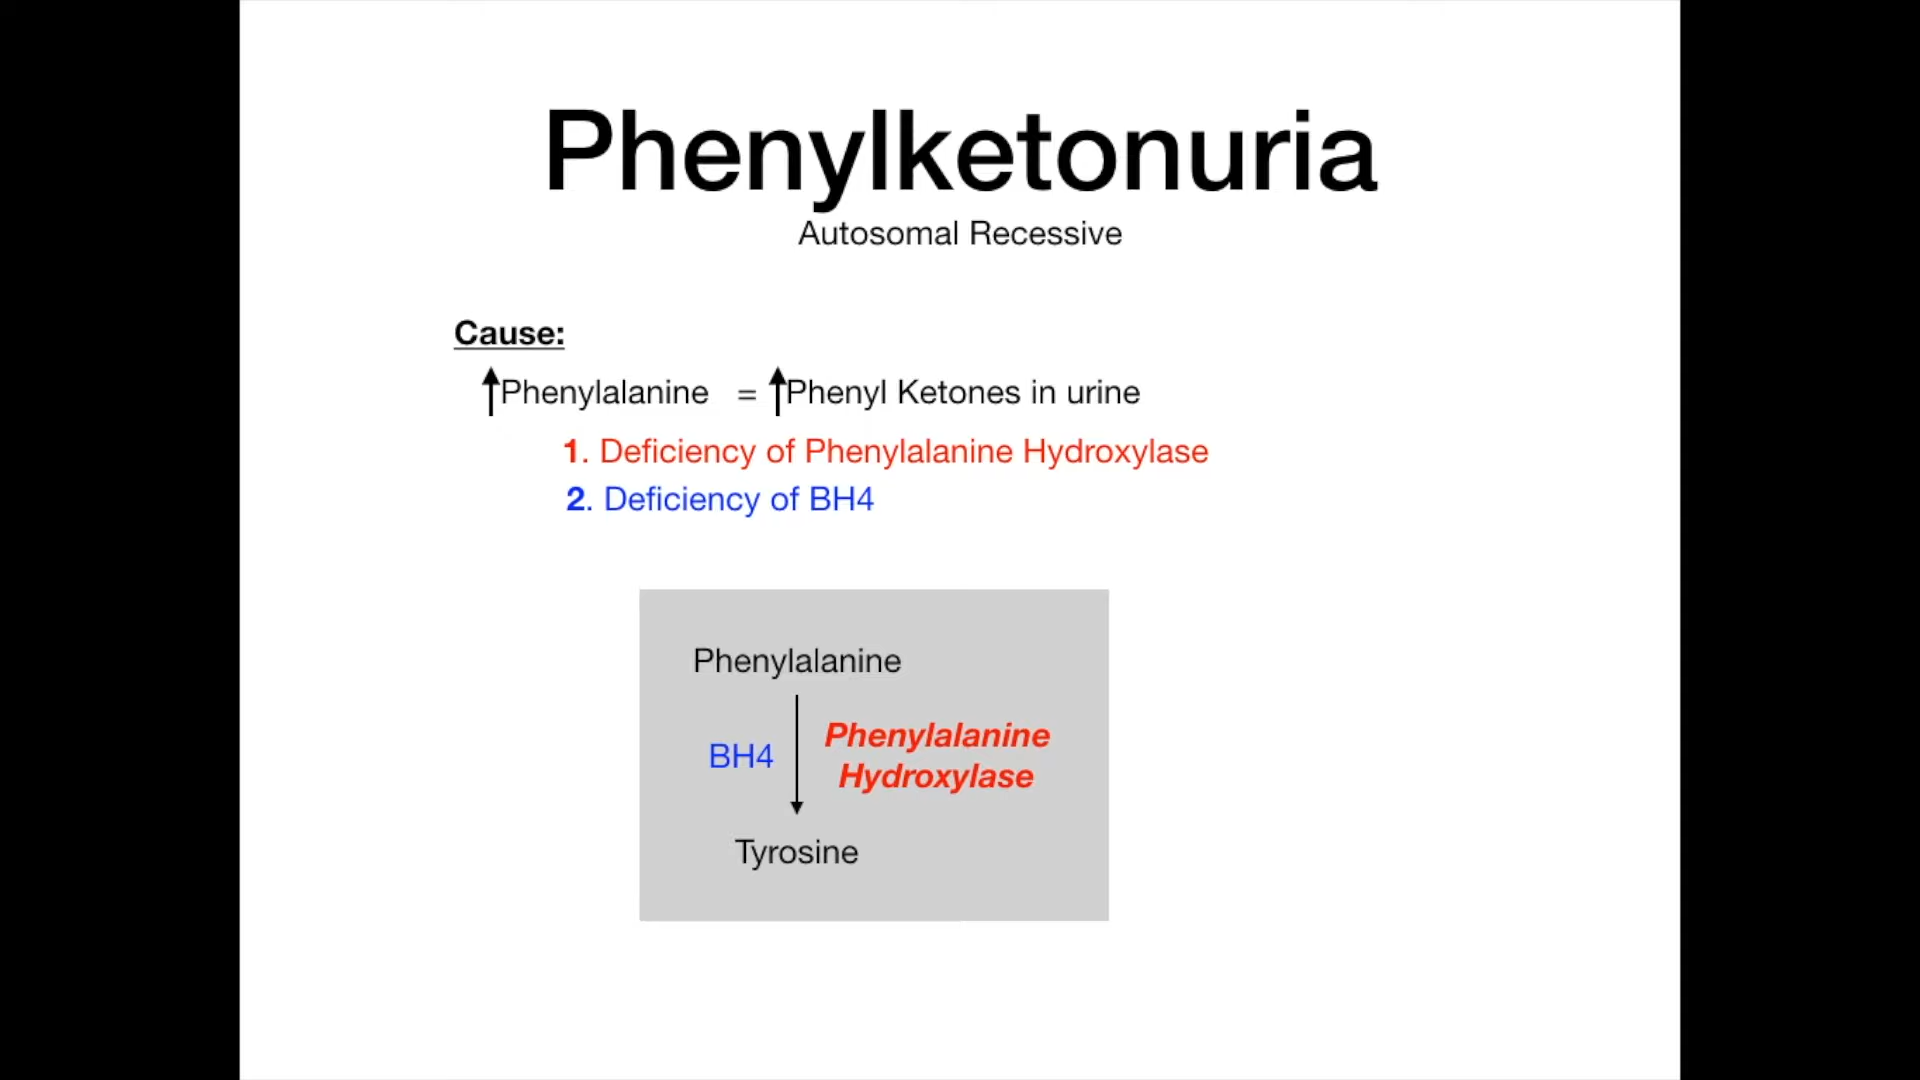 Phenylketonuria
Autosomal Recessive
Cause:
↑Phenylalanine = ↑Phenyl Ketones in urine
1. Deficiency of Phenylalanine Hydroxylase
2. Deficiency of BH4
Phenylalanine
BH4
Phenylalanine
Hydroxylase
Tyrosine